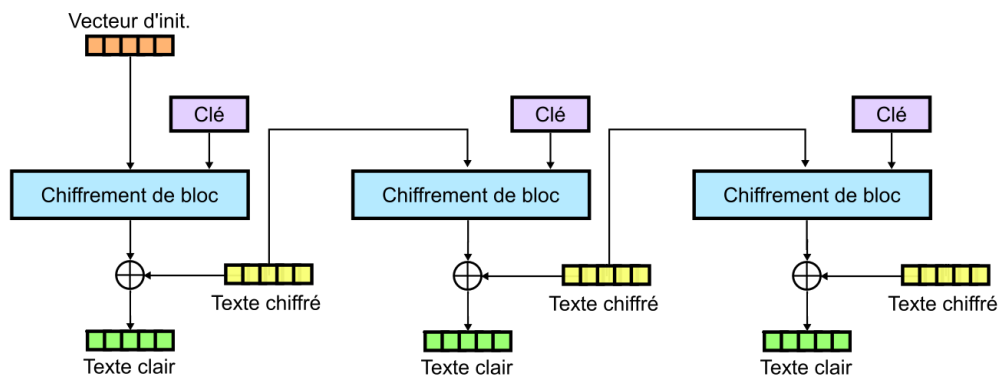 Vecteur d'init.
Clé
Clé
Clé
Chiffrement de bloc
Chiffrement de bloc
Chiffrement de bloc
Texte chiffré
Texte chiffré
Texte chiffré
Texte clair
Texte clair
Texte clair